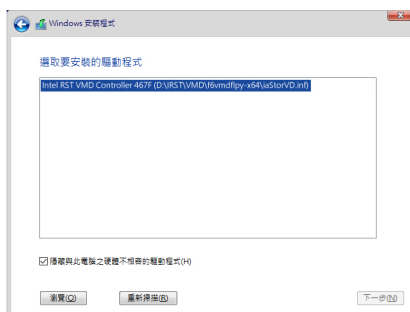 Windows 安裝程式
選取要安裝的驅動程式
Intel RST VMD Controller 467F (D:\IRST\VMD\f6vmdflpy-x64\iaStorVD.inf)
隱藏與此電腦之硬體不相容的驅動程式(H)
瀏覽(O)
重新掃描(R)
下一步(N)